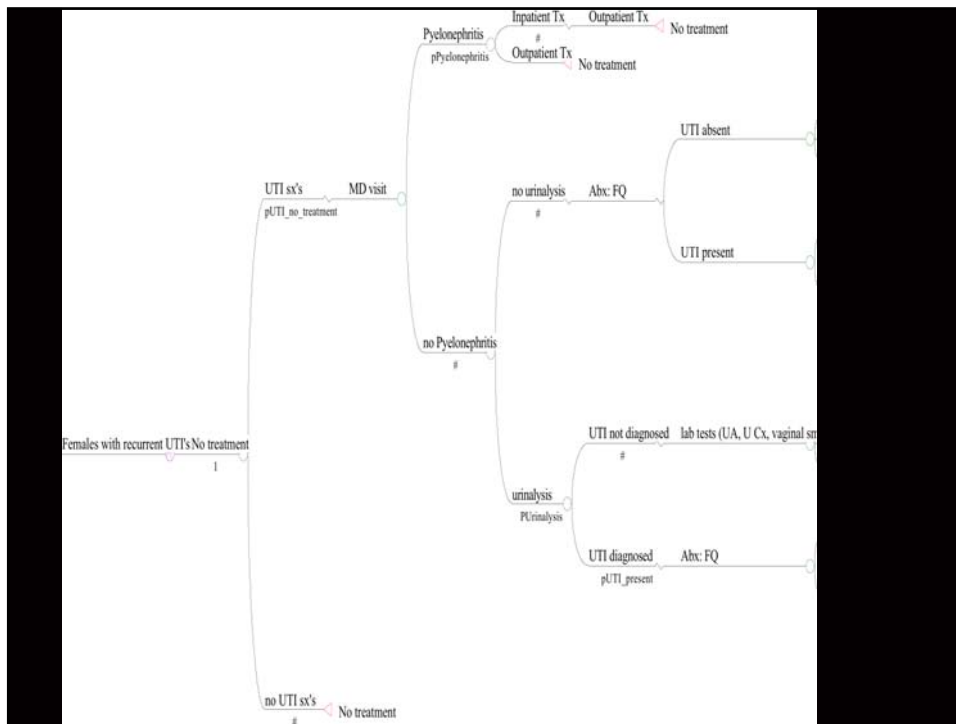 Inpatient Tx Outpatient Tx
# No treatment
Pyelonephritis
pPyelonephritis
Outpatient Tx
No treatment
UTI absent
UTI sx's MD visit
pUTI_no_treatment
no urinalysis Abx: FQ
#
UTI present
no Pyelonephritis
#
Females with recurrent UTI's No treatment
1
UTI not diagnosed lab tests (UA, U Cx, vaginal sm
#
urinalysis
PUrinalysis
UTI diagnosed Abx: FQ
pUTI_present
no UTI sx's
# No treatment